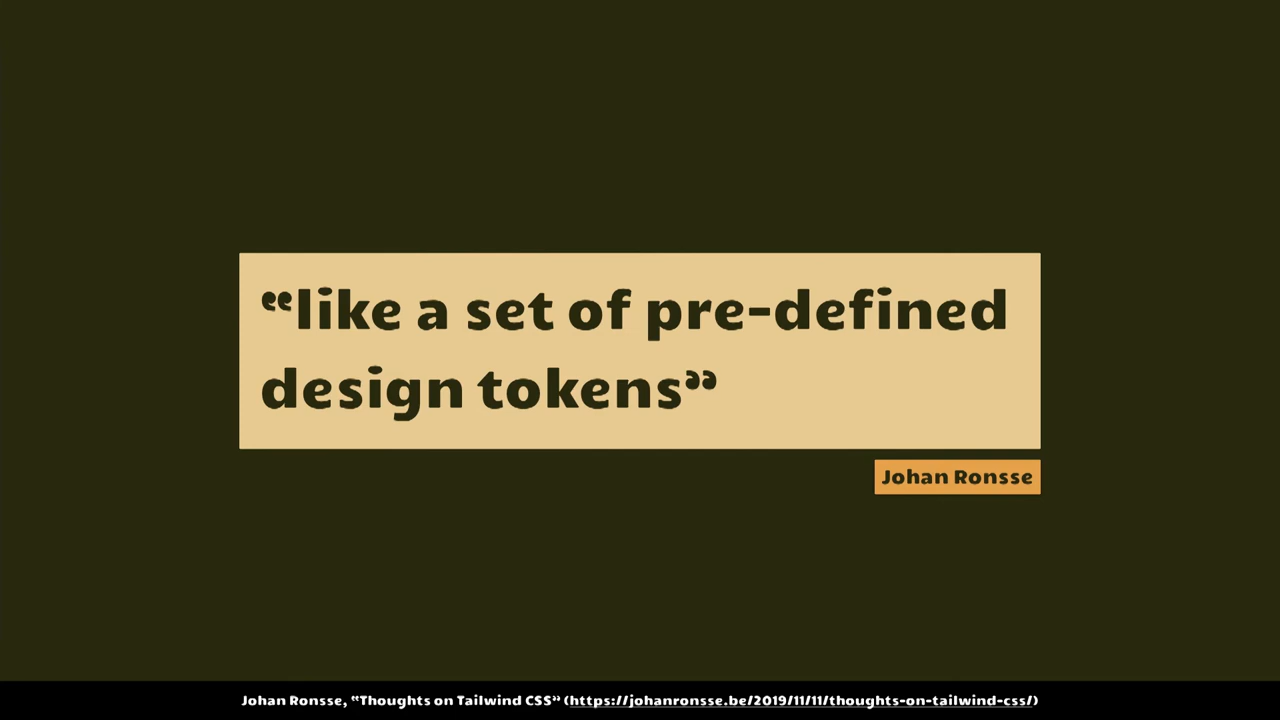 “like a set of pre-defined
design tokens”
Johan Ronsse
Johan Ronsse, “Thoughts on Tailwind CSS” (https://johanronsse.be/2019/11/11/thoughts-on-tailwind-css/)